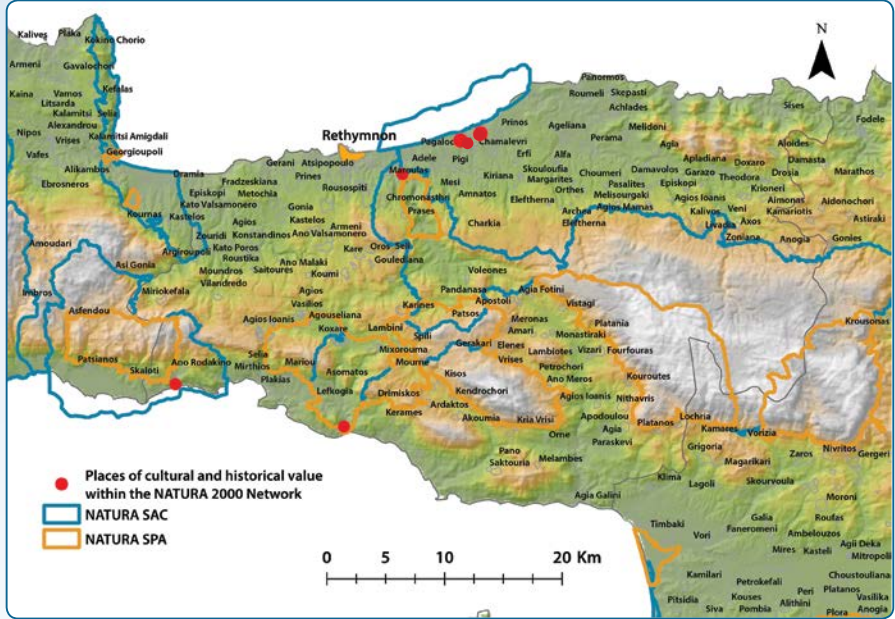 N
Kalives
Plaka
Kokino Chorio
Armeni
Gavalochori
Kaina
Vamos
Kefalas
Litsarda
Kalamitsi
Selia
Alexandrou
Nipos
Vrises
Kalamitsi Amigdali
Vafes
Georgioupoli
Alikambos
Ebrosneros
Dramia
Kournas
Amoudari
Asi Gonia
Argiroupoli
Imbros
Miriokefala
Asfendou
Patsianos
Skaloti
Ano Rodakino
Rethymnon
Gerani
Atsipopoulo
Prines
Fradzeskiana
Metochia
Episkopi
Kato Valsamonero
Rousospiti
Gonia
Kastelos
Kastelos
Agios
Konstandinos
Zouridi
Armeni
Ano Valsamonero
Kare
Kato Poros
Roustika
Moundros
Saitoures
Vilandredo
Ano Malaki
Koumi
Agios
Vasilios
Agios Ioanis
Agouseliana
Koxare
Lambini
Selia
Mirthios
Mariou
Plakias
Asomatos
Lefkogia
Mixorouma
Mourne
Spili
Karines
Drimiskos
Kerames
Ardaktos
Akoumia
Kisos
Kendrochori
Kria Vrisi
Gerakari
Patsos
Apostoli
Pandanasa
Voleones
Goulediana
Oros
Seli
Prases
Chromonastiri
Maroulas
Adele
Pigi
Chamalevri
Prinos
Mesi
Kiriana
Amnatos
Charkia
Erfi
Eleftherna
Skouloufia
Margarites
Alfa
Orthes
Archea
Eleftherna
Agios Mamas
Melisourgaki
Pasalites
Choumeri
Damavolos
Episkopi
Garazo
Agia
Apladiana
Theodora
Doxaro
Aloides
Damasta
Drosia
Krioneri
Marathos
Aimonas
Kamariotis
Aidonochori
Astiraki
Gonies
Anogia
Axos
Veni
Zoniana
Livadia
Kalivos
Agios Ioanis
Panormos
Roumeli
Skepasti
Achlades
Melidoni
Ageliana
Perama
Sises
Fodele
Agia Fotini
Vistagi
Meronas
Amari
Platania
Monastiraki
Elenes
Vrises
Lambiotes
Vizari
Fourfouras
Petrochori
Ano Meros
Kouroutes
Agios Ioanis
Nithavris
Apodoulou
Agia
Paraskevi
Platanos
Lochria
Kamares
Vorizia
Grigoria
Magarikari
Orne
Melambes
Pano
Saktouria
Agia Galini
Klima
Lagoli
Skourvoula
Zaros
Nivritos
Gergeri
Krousonas
Moroni
Timbaki
Vori
Faneromeni
Galia
Roufas
Ambelouzos
Agii Deka
Mitropoli
Mires
Kasteli
Kamilari
Petrokefali
Choustouliana
Pitsidia
Siva
Kouses
Pombia
Peri
Alithini
Platanos
Plora
Vasilika
Anogia
Places of cultural and historical value
within the NATURA 2000 Network
NATURA SAC
NATURA SPA
0 5 10 20 Km